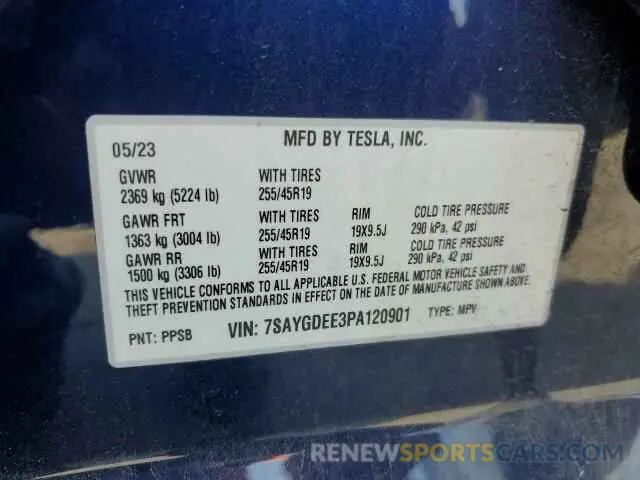 MFD BY TESLA, INC.
05/23
GVWR WITH TIRES
2369 kg (5224 lb) 255/45R19
GAWR FRT WITH TIRES RIM COLD TIRE PRESSURE
1363 kg (3004 lb) 255/45R19 19X9.5J 290 kPa, 42 psi
GAWR RR WITH TIRES RIM COLD TIRE PRESSURE
1500 kg (3306 lb) 255/45R19 19X9.5J 290 kPa, 42 psi
THIS VEHICLE CONFORMS TO ALL APPLICABLE U.S. FEDERAL MOTOR VEHICLE SAFETY AND
THEFT PREVENTION STANDARDS IN EFFECT ON THE DATE OF MANUFACTURE SHOWN ABOVE.
PNT: PPSB VIN: 7SAYGDEE3PA120901 TYPE: MPV
RENEWSPORTSCARS.COM